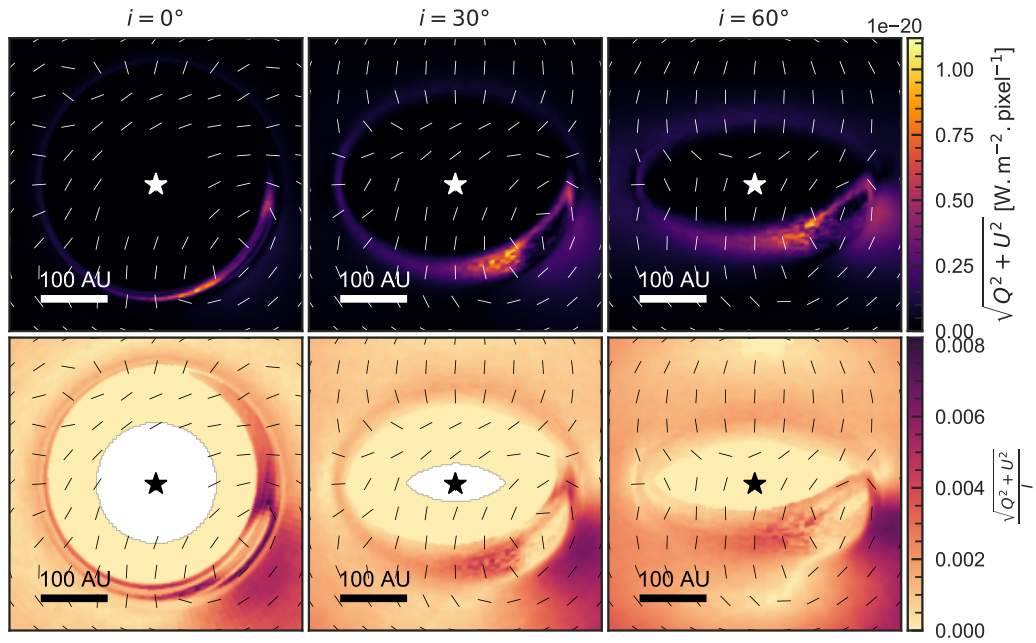 i = 0° i = 30° i = 60°
1e−20
1.00
0.75
0.50
0.25
0.00
√Q² + U² [W. m⁻². pixel⁻¹]
100 AU 100 AU 100 AU
0.008
0.006
0.004
0.002
0.000
√Q² + U² / I
100 AU 100 AU 100 AU